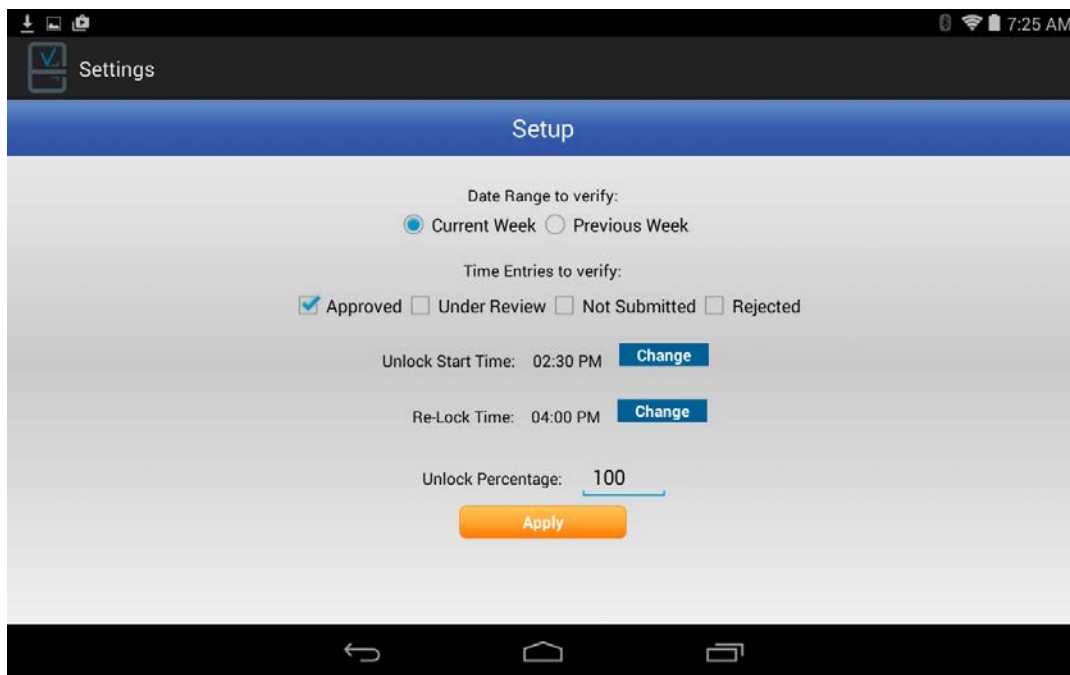 7:25 AM
Settings
Setup
Date Range to verify:
Current Week Previous Week
Time Entries to verify:
Approved Under Review Not Submitted Rejected
Unlock Start Time: 02:30 PM Change
Re-Lock Time: 04:00 PM Change
Unlock Percentage: 100
Apply